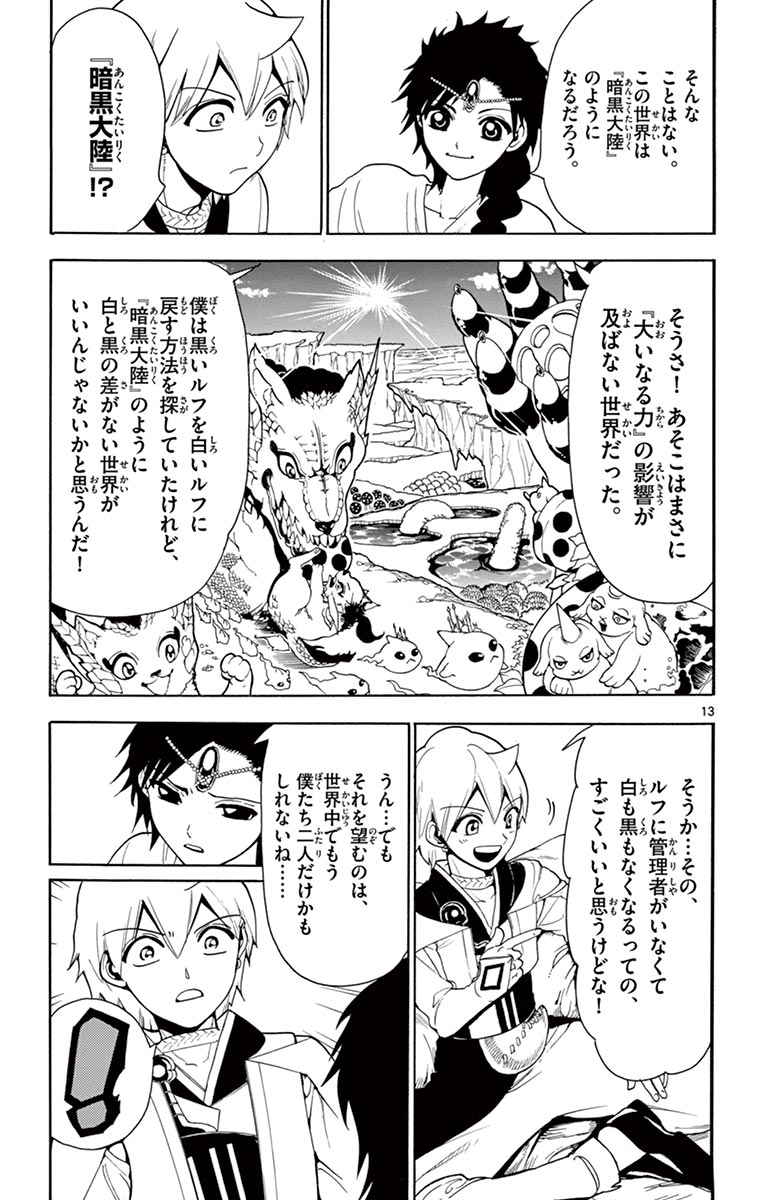 そんな
ことはない。
この世界は
『暗黒大陸』
のように
なるだろう。
『暗黒大陸』!?
そうさ！あそこはまさに
『大いなる力』の影響が
及ばない世界だった。
僕は黒いルフを白いルフに
戻す方法を探していたけれど、
『暗黒大陸』のように
白と黒の差がない世界が
いいんじゃないかと思うんだ！
13
そうか…その、
ルフに管理者がいなくて
白も黒もなくなるっての、
すごくいいと思うけどな！
うん…でも
それを望むのは、
世界中でもう
僕たち二人だけかも
しれないね……
!